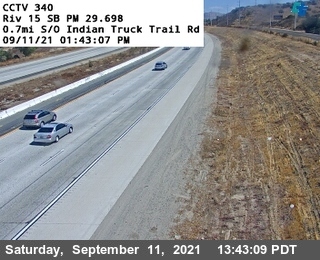 CCTV 340
Riv 15 SB PM 29.698
0.7mi S/O Indian Truck Trail Rd
09/11/21 01:43:07 PM
Saturday, September 11, 2021 13:43:09 PDT